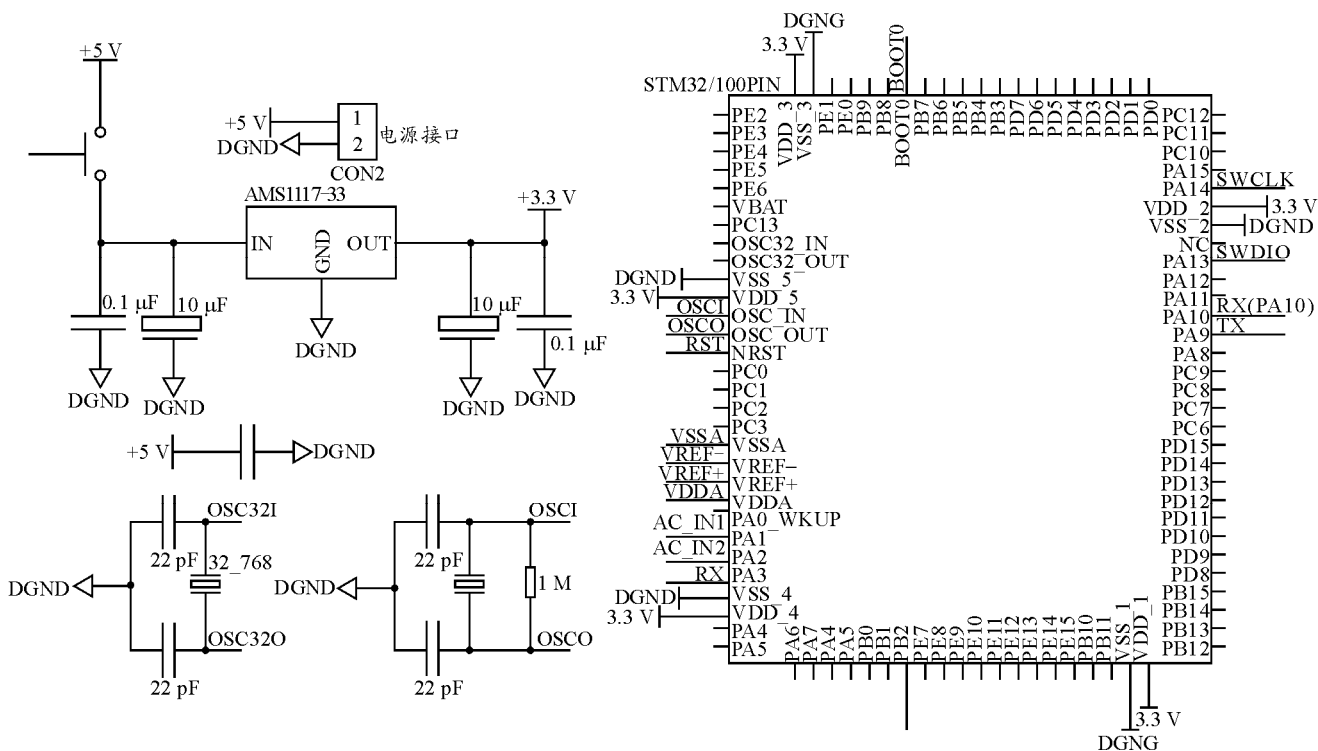 +5 V
+5 V
DGND
1
2
电源接口
CON2
AMS1117-33
IN
GND
OUT
+3.3 V
0.1 μF
10 μF
10 μF
0.1 μF
DGND
DGND
DGND
DGND
DGND
+5 V
DGND
OSC32I
22 pF
32_768
DGND
OSC32O
22 pF
OSCI
22 pF
DGND
1 M
OSCO
22 pF
STM32/100PIN
3.3 V
DGNG
BOOT0
VDD_3
VSS_3
PE1
PE0
PB9
PB8
BOOT0
PB7
PB6
PB5
PB4
PB3
PD7
PD6
PD5
PD4
PD3
PD2
PD1
PD0
PE2
PE3
PE4
PE5
PE6
VBAT
PC13
OSC32_IN
OSC32_OUT
DGND
VSS_5
3.3 V
VDD_5
OSCI
OSC_IN
OSCO
OSC_OUT
RST
NRST
PC0
PC1
PC2
PC3
VSSA
VSSA
VREF−
VREF−
VREF+
VREF+
VDDA
VDDA
PA0_WKUP
AC_IN1
PA1
AC_IN2
PA2
RX
PA3
DGND
VSS_4
3.3 V
VDD_4
PA4
PA5
PC12
PC11
PC10
PA15
PA14
SWCLK
VDD_2
3.3 V
VSS_2
DGND
NC
PA13
SWDIO
PA12
PA11
PA10
RX(PA10)
PA9
TX
PA8
PC9
PC8
PC7
PC6
PD15
PD14
PD13
PD12
PD11
PD10
PD9
PD8
PB15
PB14
PB13
PB12
PA6
PA7
PA4
PA5
PB0
PB1
PB2
PE7
PE8
PE9
PE10
PE11
PE12
PE13
PE14
PE15
PB10
PB11
VSS_1
VDD_1
3.3 V
DGNG